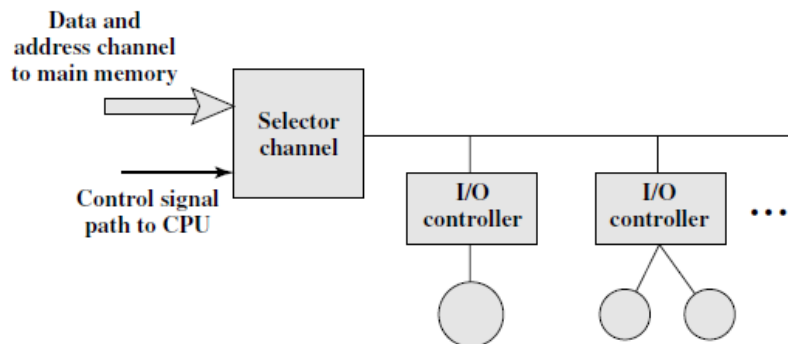 Data and
address channel
to main memory
Selector
channel
Control signal
path to CPU
I/O
controller
I/O
controller
...